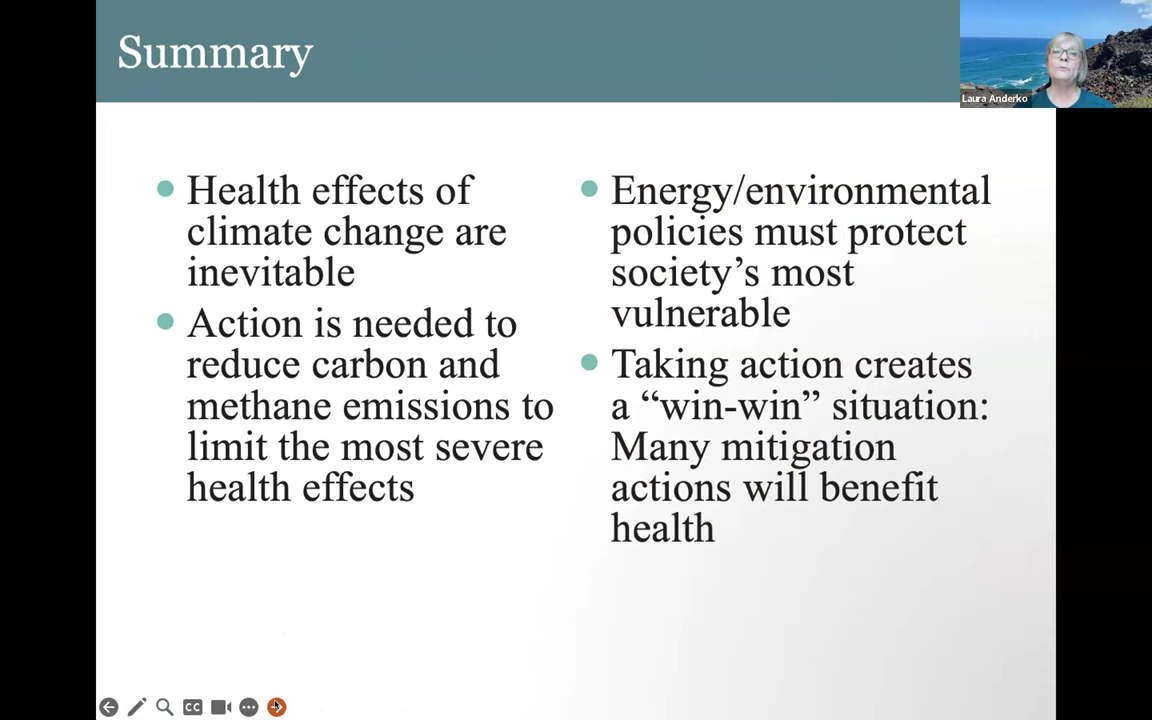 Summary
Laura Anderko
Health effects of
climate change are
inevitable
Action is needed to
reduce carbon and
methane emissions to
limit the most severe
health effects
Energy/environmental
policies must protect
society’s most
vulnerable
Taking action creates
a “win-win” situation:
Many mitigation
actions will benefit
health
CC